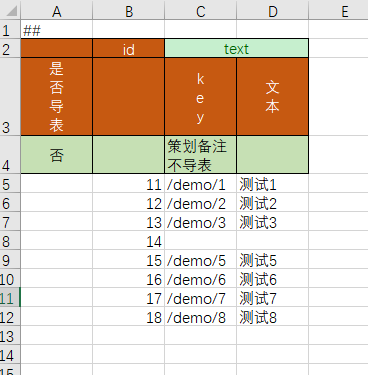 A B C D E
1 ##
2 id text
3 是否导表 key 文本
4 否 策划备注不导表
5 11 /demo/1 测试1
6 12 /demo/2 测试2
7 13 /demo/3 测试3
8 14
9 15 /demo/5 测试5
10 16 /demo/6 测试6
11 17 /demo/7 测试7
12 18 /demo/8 测试8
13
14
15